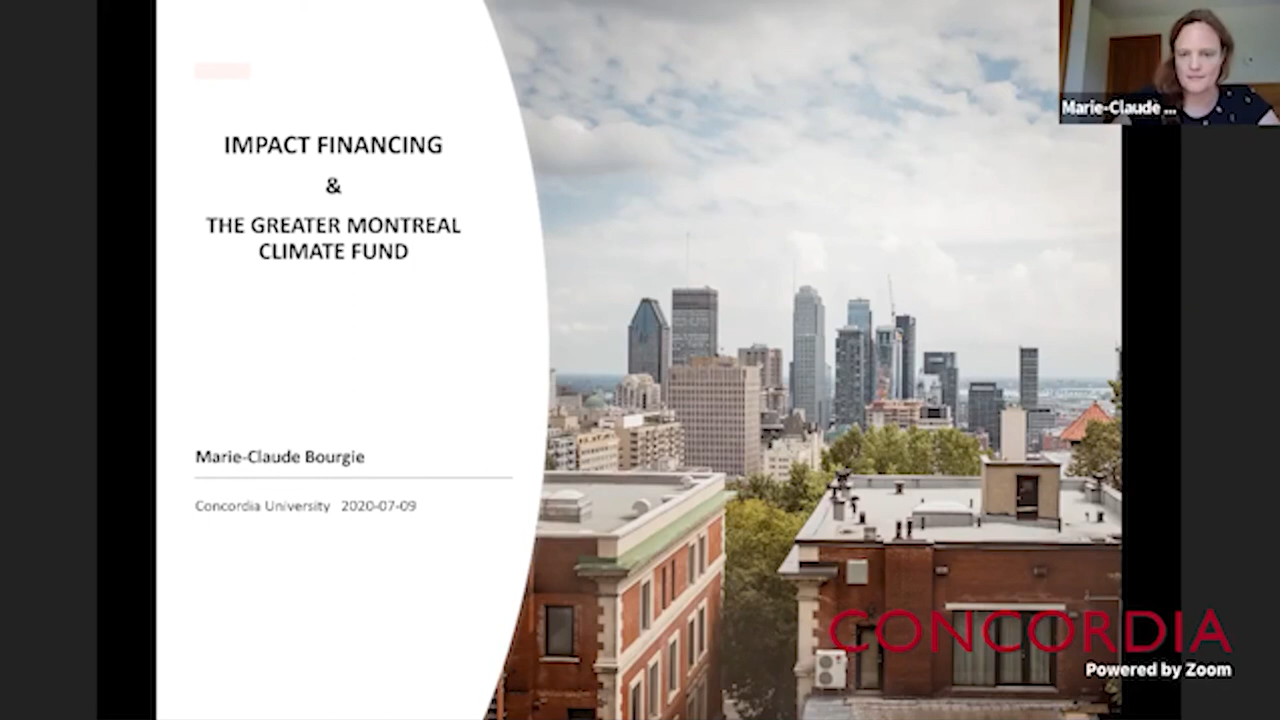 IMPACT FINANCING
&
THE GREATER MONTREAL
CLIMATE FUND
Marie-Claude Bourgie
Concordia University 2020-07-09
Marie-Claude ...
CONCORDIA
Powered by Zoom